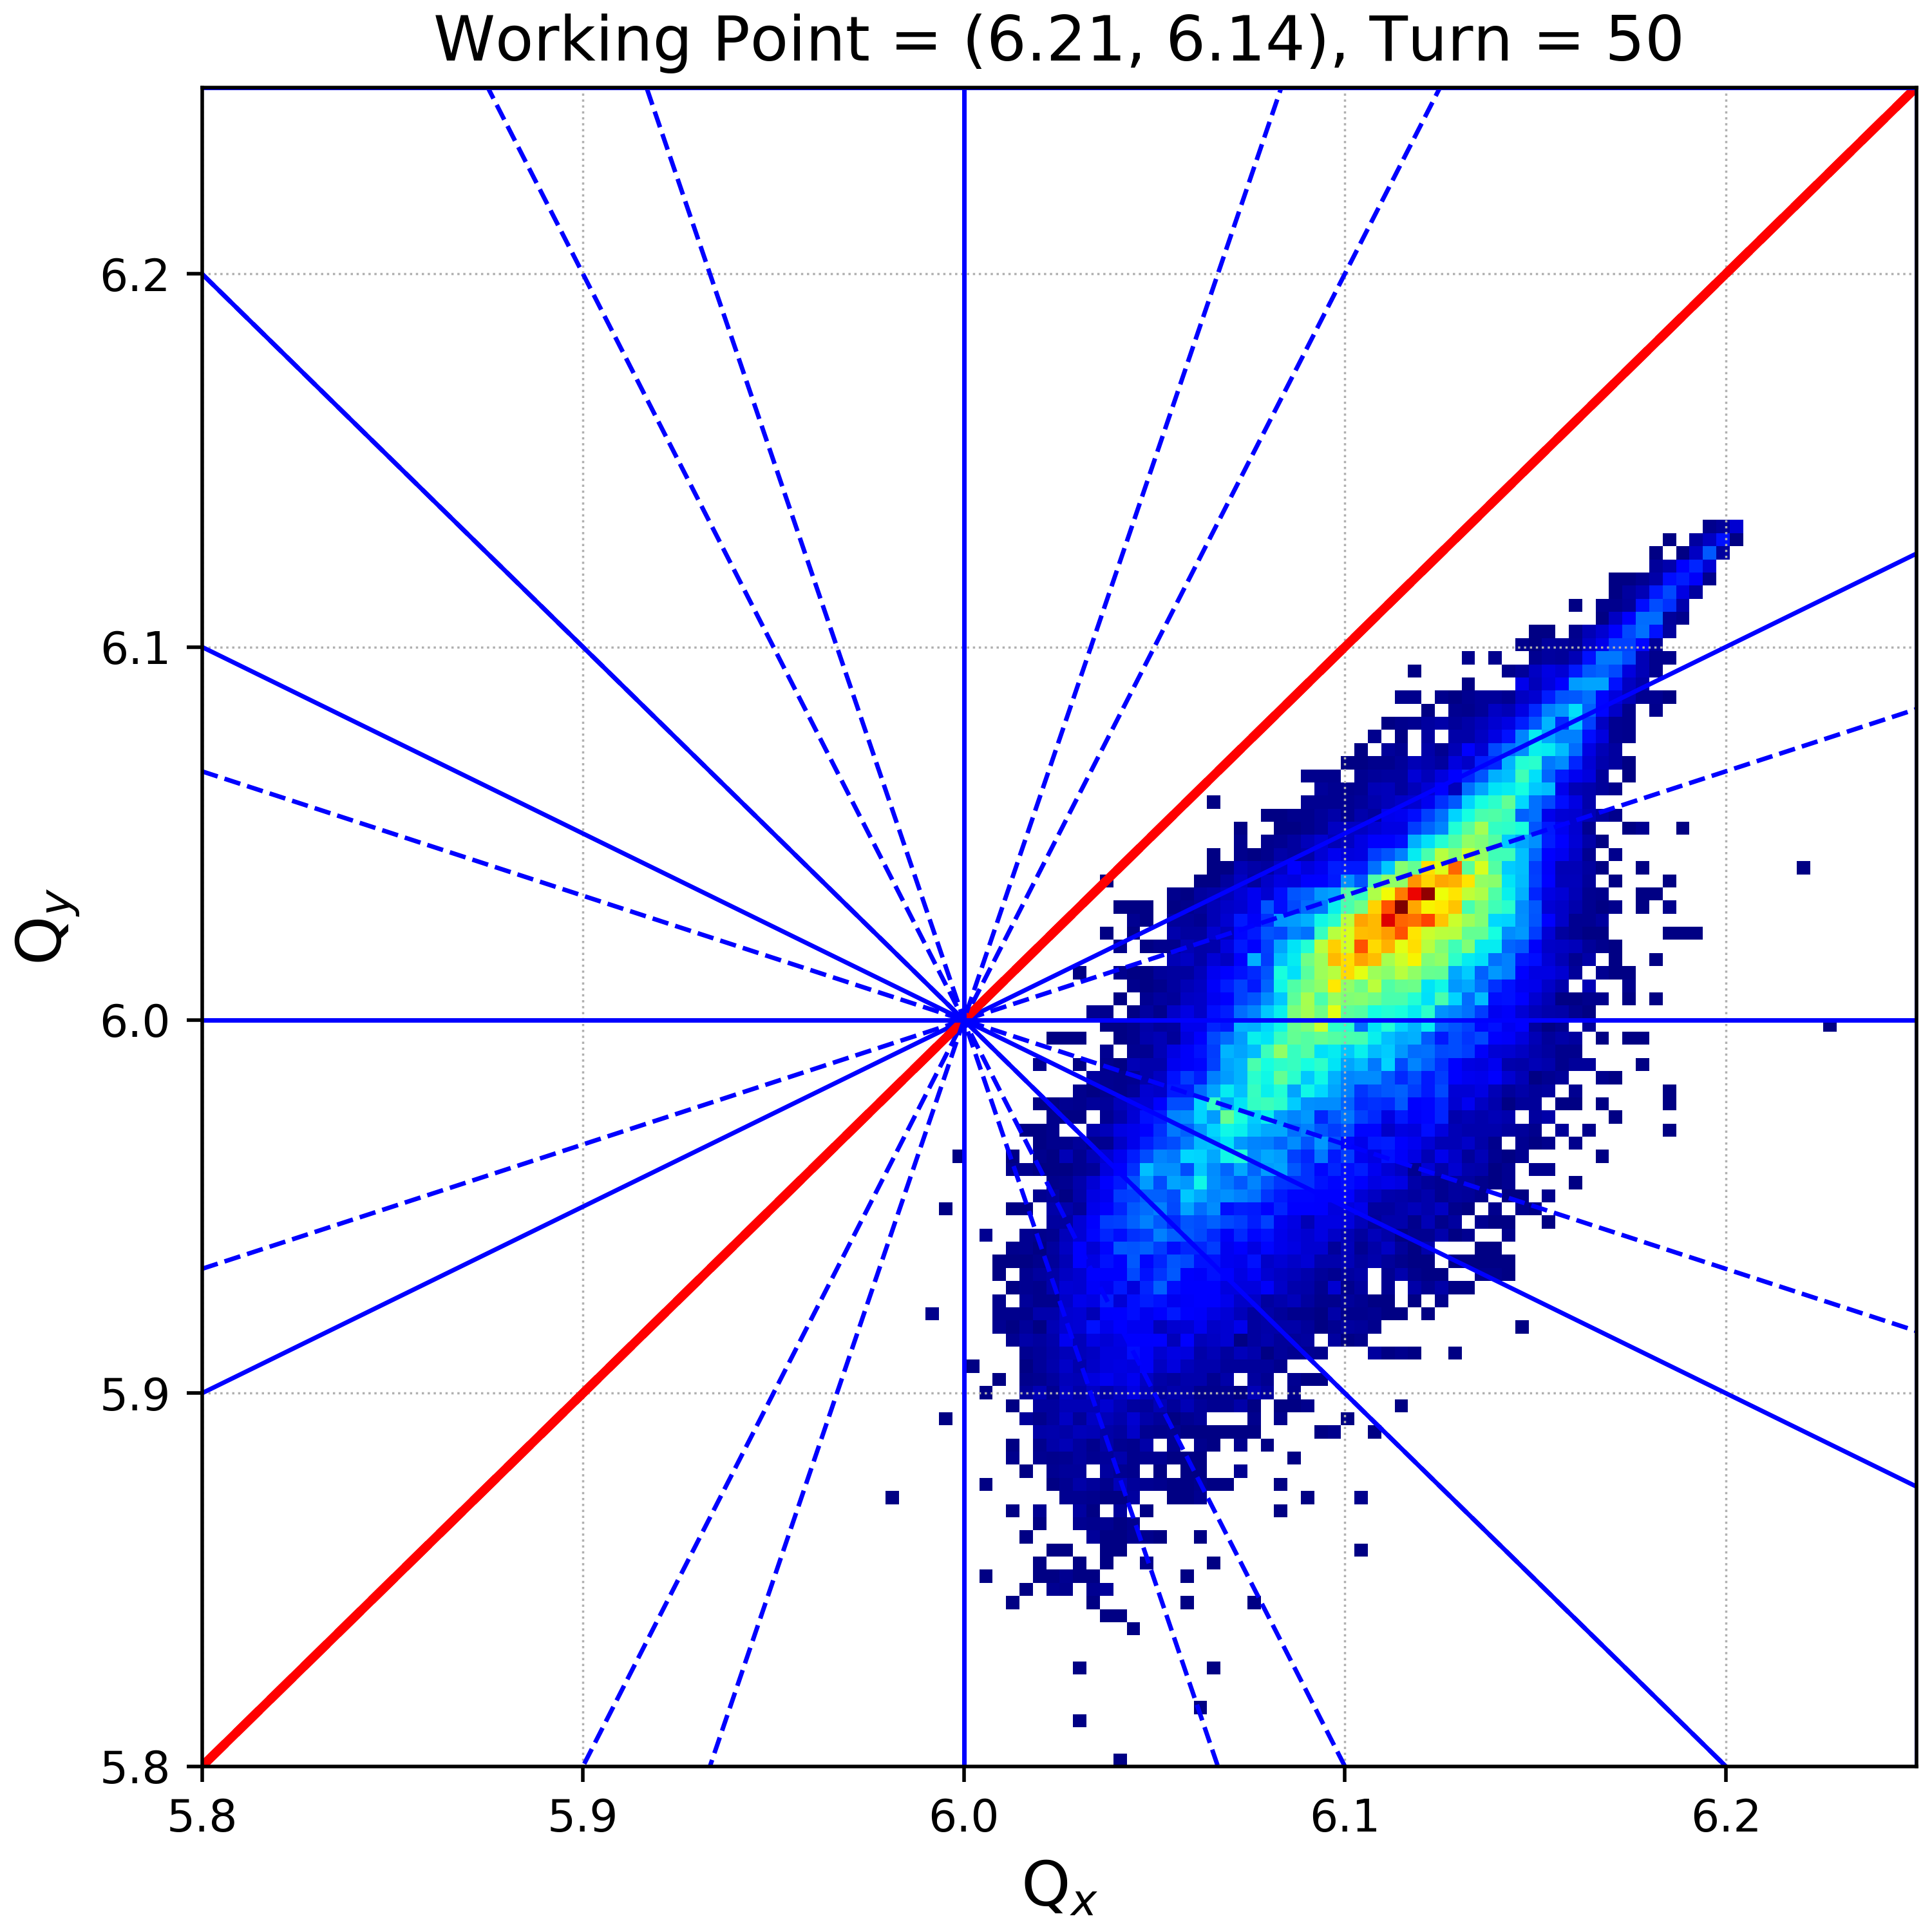 Working Point = (6.21, 6.14), Turn = 50
6.2
6.1
6.0
5.9
5.8
Qy
5.8 5.9 6.0 6.1 6.2
Qx